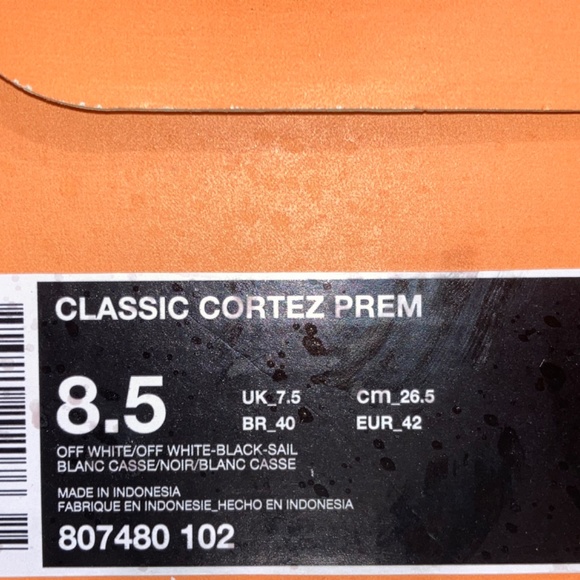 CLASSIC CORTEZ PREM
8.5
UK_7.5 cm_26.5
BR_40 EUR_42
OFF WHITE/OFF WHITE-BLACK-SAIL
BLANC CASSE/NOIR/BLANC CASSE
MADE IN INDONESIA
FABRIQUE EN INDONESIE_HECHO EN INDONESIA
807480 102